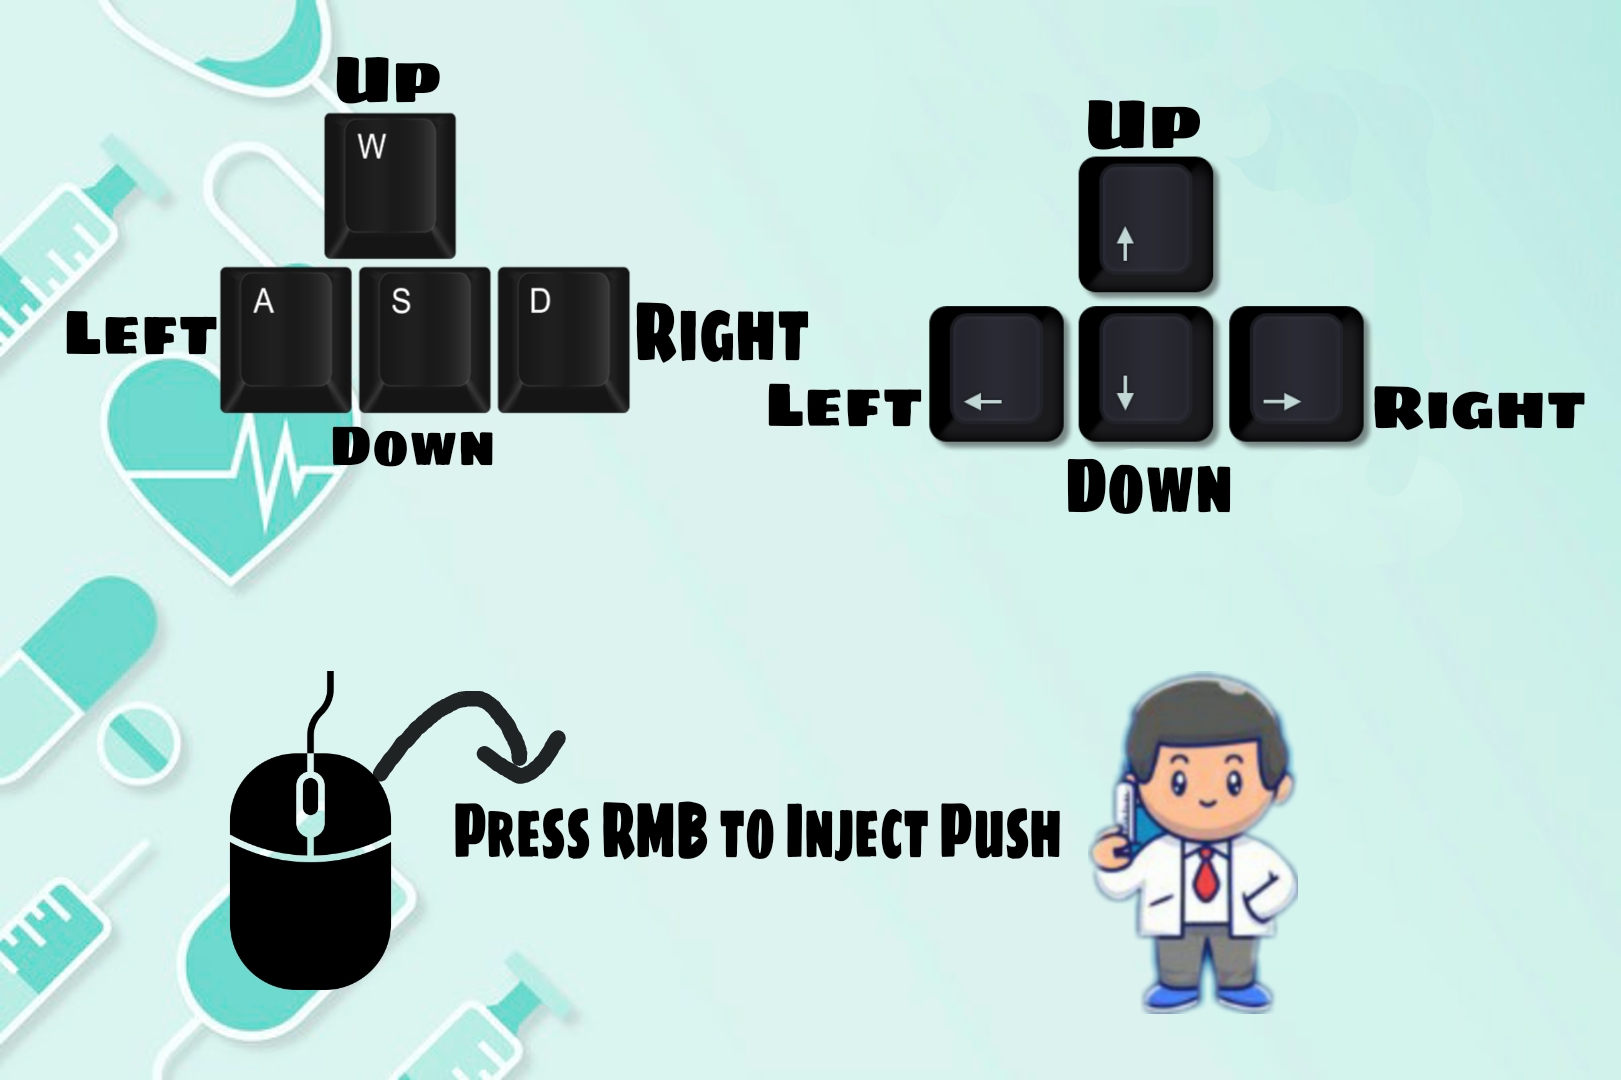 Up
W
Left A S D Right
Down
Up
↑
Left ← ↓ → Right
Down
Press RMB to Inject Push